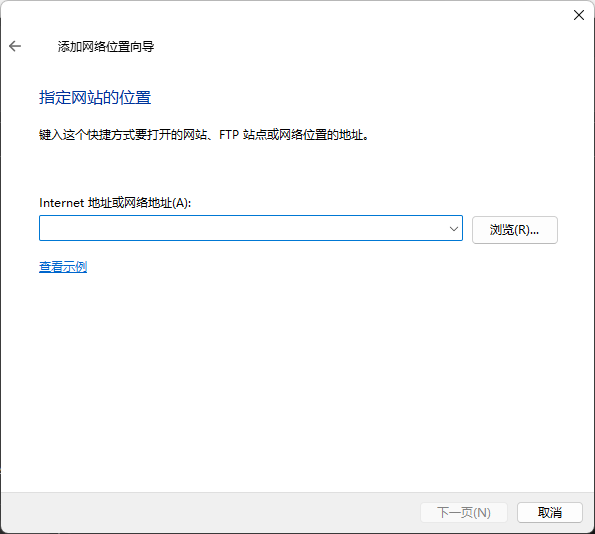 添加网络位置向导
指定网站的位置
键入这个快捷方式要打开的网站、FTP 站点或网络位置的地址。
Internet 地址或网络地址(A):
浏览(R)...
查看示例
下一页(N)
取消